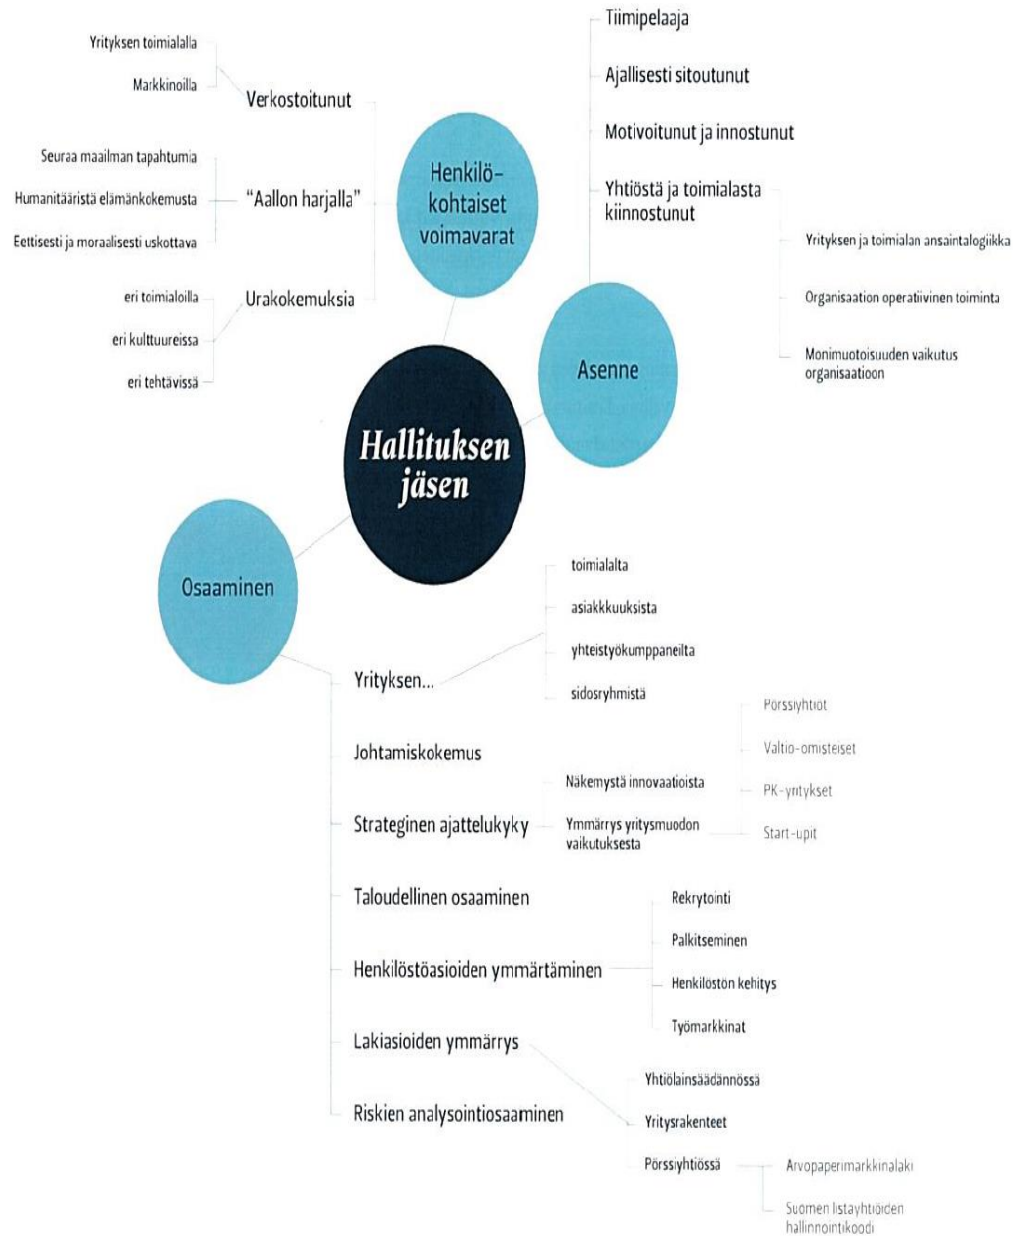 Yrityksen toimialalla
Markkinoilla
Verkostoitunut
Seuraa maailman tapahtumia
Humanitääristä elämänkokemusta
Eettisesti ja moraalisesti uskottava
“Aallon harjalla”
eri toimialoilla
eri kulttuureissa
eri tehtävissä
Urakokemuksia
Henkilö-
kohtaiset
voimavarat
Tiimipelaaja
Ajallisesti sitoutunut
Motivoitunut ja innostunut
Yhtiöstä ja toimialasta
kiinnostunut
Yrityksen ja toimialan ansaintalogiikka
Organisaation operatiivinen toiminta
Monimuotoisuuden vaikutus
organisaatioon
Asenne
Hallituksen
jäsen
Osaaminen
Yrityksen...
toimialalta
asiakkkuuksista
yhteistyökumppaneilta
sidosryhmistä
Johtamiskokemus
Strateginen ajattelukyky
Näkemystä innovaatioista
Ymmärrys yritysmuodon
vaikutuksesta
Pörssiyhtiöt
Valtio-omisteiset
PK-yritykset
Start-upit
Taloudellinen osaaminen
Henkilöstöasioiden ymmärtäminen
Rekrytointi
Palkitseminen
Henkilöstön kehitys
Työmarkkinat
Lakiasioiden ymmärrys
Riskien analysointiosaaminen
Yhtiölainsäädännössä
Yritysrakenteet
Pörssiyhtiössä
Arvopaperimarkkinalaki
Suomen listayhtiöiden
hallinnointikoodi